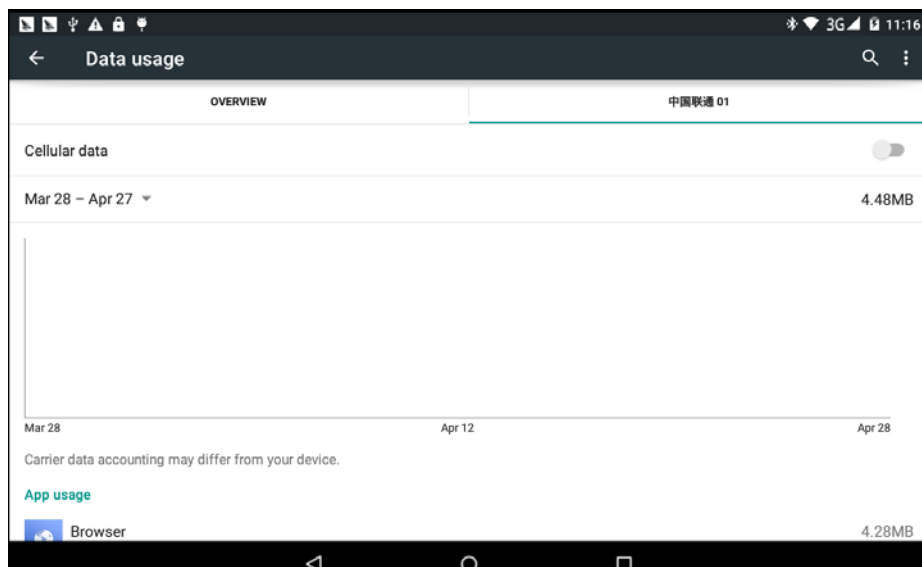 3G 11:16
Data usage
OVERVIEW 中国联通 01
Cellular data
Mar 28 – Apr 27 4.48MB
Mar 28 Apr 12 Apr 28
Carrier data accounting may differ from your device.
App usage
Browser 4.28MB